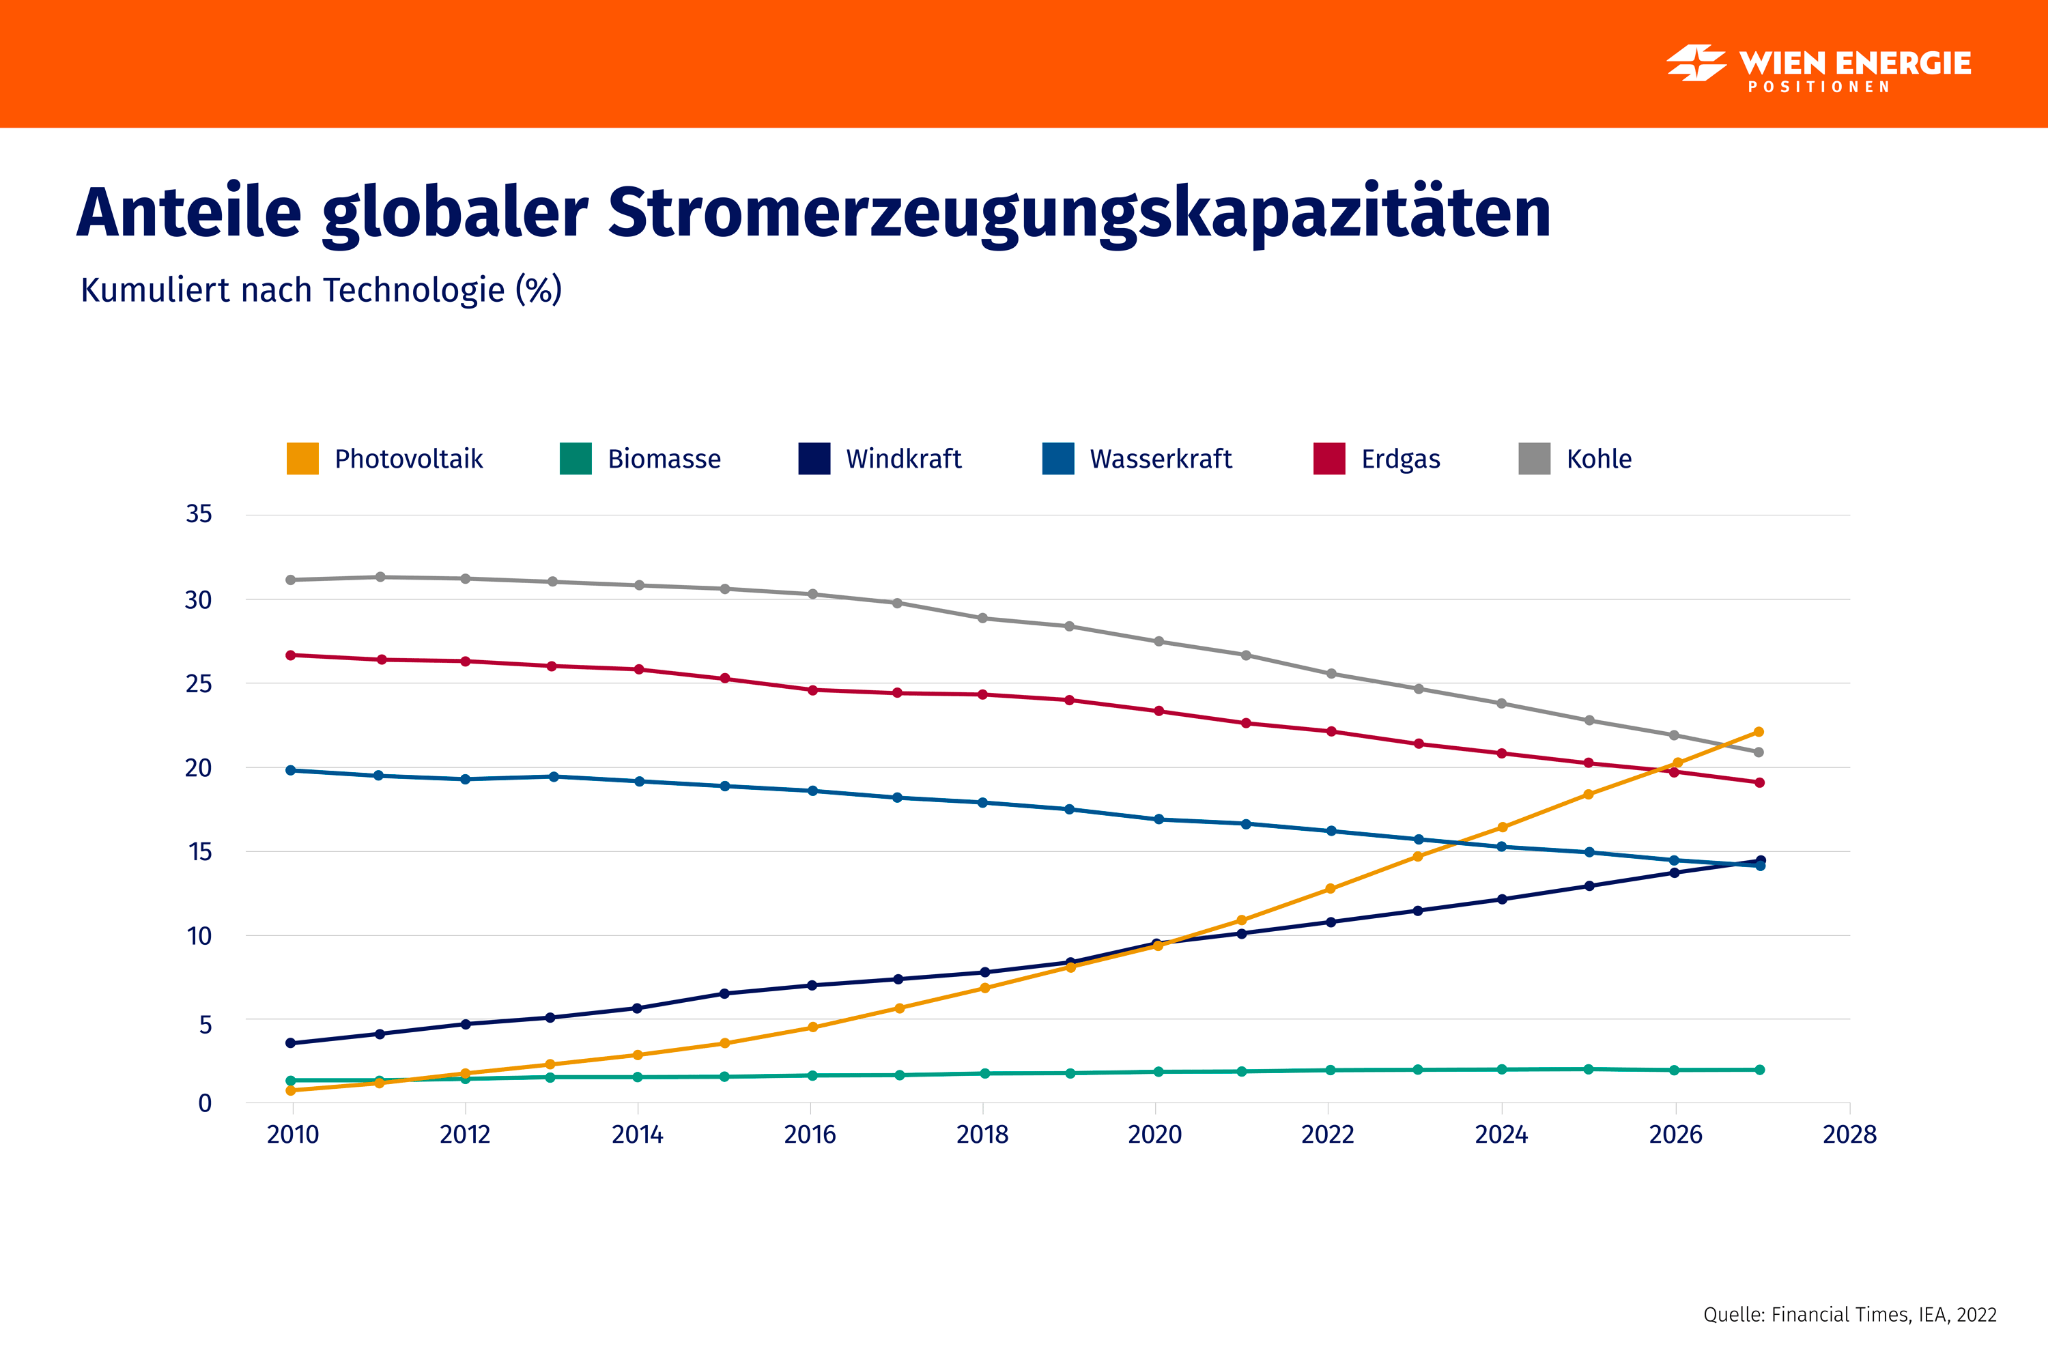 WIEN ENERGIE
POSITIONEN
Anteile globaler Stromerzeugungskapazitäten
Kumuliert nach Technologie (%)
Photovoltaik Biomasse Windkraft Wasserkraft Erdgas Kohle
35
30
25
20
15
10
5
0
2010 2012 2014 2016 2018 2020 2022 2024 2026 2028
Quelle: Financial Times, IEA, 2022